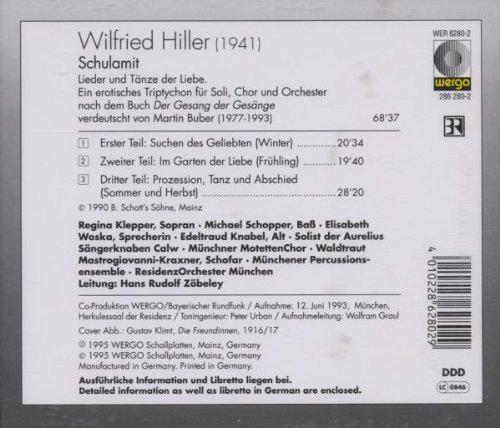 Wilfried Hiller (1941)
Schulamit
Lieder und Tänze der Liebe.
Ein erotisches Triptychon für Soli, Chor und Orchester
nach dem Buch Der Gesang der Gesänge
verdeutscht von Martin Buber (1977-1993) 68'37
WER 6280-2
wergo
286 280-2
BR
1 Erster Teil: Suchen des Geliebten (Winter) 20'34
2 Zweiter Teil: Im Garten der Liebe (Frühling) 19'40
3 Dritter Teil: Prozession, Tanz und Abschied
(Sommer und Herbst) 28'20
© 1990 B. Schott's Söhne, Mainz
Regina Klepper, Sopran · Michael Schopper, Baß · Elisabeth
Woska, Sprecherin · Edeltraud Knabel, Alt · Solist der Aurelius
Sängerknaben Calw · Münchner MotettenChor · Waldtraut
Mastrogiovanni-Kraxner, Schofar · Münchener Percussions-
ensemble · ResidenzOrchester München
Leitung: Hans Rudolf Zöbeley
Co-Produktion WERGO/Bayerischer Rundfunk / Aufnahme: 12. Juni 1993, München,
Herkulessaal der Residenz / Toningenieur: Peter Urban / Aufnahmeleitung: Wolfram Graul
Cover Abb.: Gustav Klimt, Die Freundinnen, 1916/17
℗ 1995 WERGO Schallplatten, Mainz, Germany
© 1995 WERGO Schallplatten, Mainz, Germany
Manufactured in Germany. Printed in Germany.
Ausführliche Information und Libretto liegen bei.
Detailed information as well as libretto in German are enclosed.
4 010228 628029
DDD
LC 0846